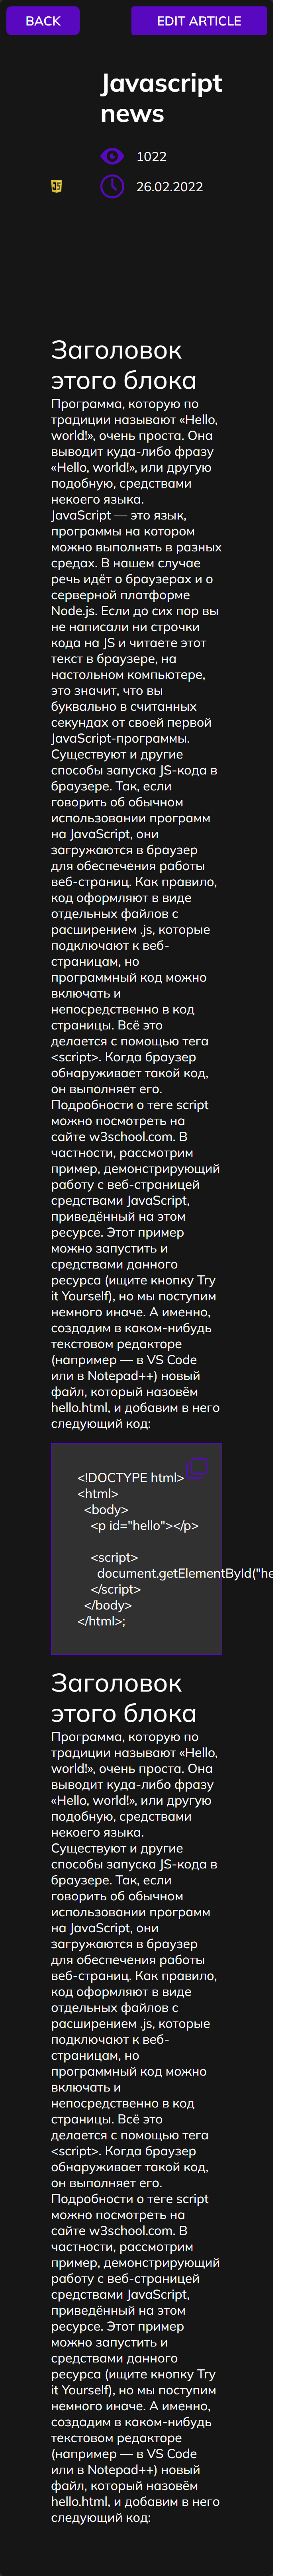 BACK
EDIT ARTICLE
Javascript
news
1022
JS
26.02.2022
Заголовок
этого блока
Программа, которую по
традиции называют «Hello,
world!», очень проста. Она
выводит куда-либо фразу
«Hello, world!», или другую
подобную, средствами
некоего языка.
JavaScript — это язык,
программы на котором
можно выполнять в разных
средах. В нашем случае
речь идёт о браузерах и о
серверной платформе
Node.js. Если до сих пор вы
не написали ни строчки
кода на JS и читаете этот
текст в браузере, на
настольном компьютере,
это значит, что вы
буквально в считанных
секундах от своей первой
JavaScript-программы.
Существуют и другие
способы запуска JS-кода в
браузере. Так, если
говорить об обычном
использовании программ
на JavaScript, они
загружаются в браузер
для обеспечения работы
веб-страниц. Как правило,
код оформляют в виде
отдельных файлов с
расширением .js, которые
подключают к веб-
страницам, но
программный код можно
включать и
непосредственно в код
страницы. Всё это
делается с помощью тега
<script>. Когда браузер
обнаруживает такой код,
он выполняет его.
Подробности о теге script
можно посмотреть на
сайте w3school.com. В
частности, рассмотрим
пример, демонстрирующий
работу с веб-страницей
средствами JavaScript,
приведённый на этом
ресурсе. Этот пример
можно запустить и
средствами данного
ресурса (ищите кнопку Try
it Yourself), но мы поступим
немного иначе. А именно,
создадим в каком-нибудь
текстовом редакторе
(например — в VS Code
или в Notepad++) новый
файл, который назовём
hello.html, и добавим в него
следующий код:
<!DOCTYPE html>
<html>
<body>
<p id="hello"></p>
<script>
document.getElementById("he
</script>
</body>
</html>;
Заголовок
этого блока
Программа, которую по
традиции называют «Hello,
world!», очень проста. Она
выводит куда-либо фразу
«Hello, world!», или другую
подобную, средствами
некоего языка.
Существуют и другие
способы запуска JS-кода в
браузере. Так, если
говорить об обычном
использовании программ
на JavaScript, они
загружаются в браузер
для обеспечения работы
веб-страниц. Как правило,
код оформляют в виде
отдельных файлов с
расширением .js, которые
подключают к веб-
страницам, но
программный код можно
включать и
непосредственно в код
страницы. Всё это
делается с помощью тега
<script>. Когда браузер
обнаруживает такой код,
он выполняет его.
Подробности о теге script
можно посмотреть на
сайте w3school.com. В
частности, рассмотрим
пример, демонстрирующий
работу с веб-страницей
средствами JavaScript,
приведённый на этом
ресурсе. Этот пример
можно запустить и
средствами данного
ресурса (ищите кнопку Try
it Yourself), но мы поступим
немного иначе. А именно,
создадим в каком-нибудь
текстовом редакторе
(например — в VS Code
или в Notepad++) новый
файл, который назовём
hello.html, и добавим в него
следующий код: